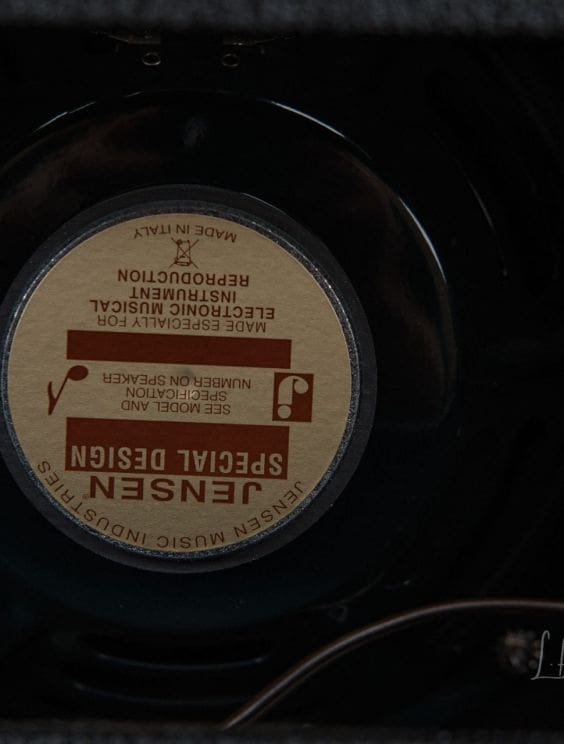 JENSEN MUSIC INDUSTRIES
JENSEN
SPECIAL DESIGN
SEE MODEL AND
SPECIFICATION
NUMBER ON SPEAKER
MADE ESPECIALLY FOR
ELECTRONIC MUSICAL
INSTRUMENT
REPRODUCTION
MADE IN ITALY